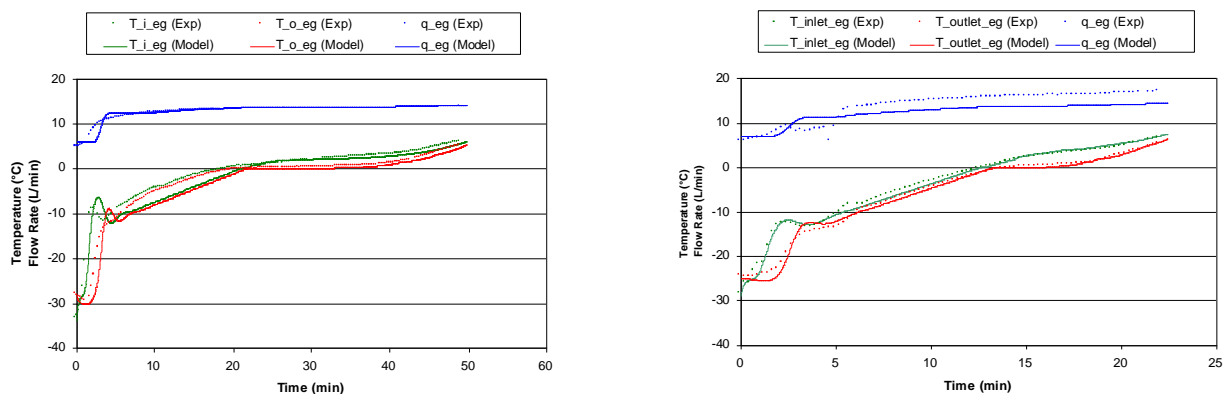 T_i_eg (Exp) T_o_eg (Exp) q_eg (Exp)
T_i_eg (Model) T_o_eg (Model) q_eg (Model)
20
10
0
-10
-20
-30
-40
0 10 20 30 40 50 60
Temperature (°C)
Flow Rate (L/min)
Time (min)
T_inlet_eg (Exp) T_outlet_eg (Exp) q_eg (Exp)
T_inlet_eg (Model) T_outlet_eg (Model) q_eg (Model)
20
10
0
-10
-20
-30
-40
0 5 10 15 20 25
Temperature (°C)
Flow Rate (L/min)
Time (min)